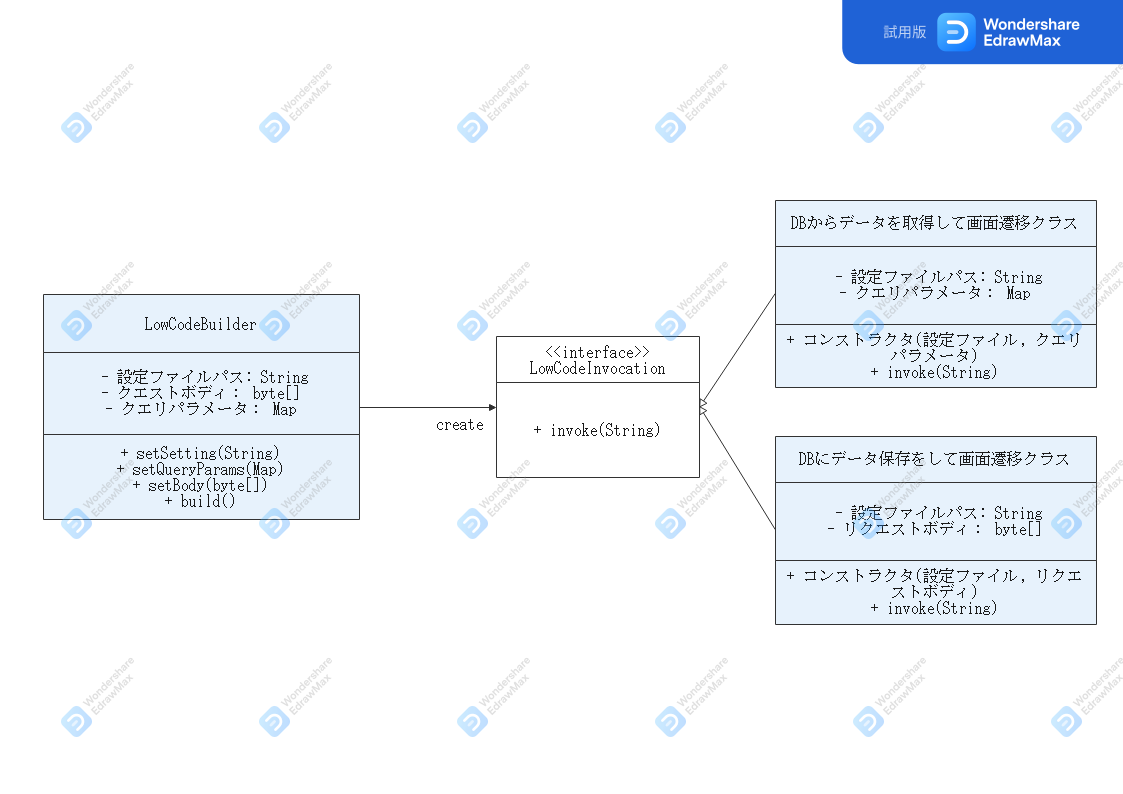 試用版
Wondershare
EdrawMax
LowCodeBuilder
- 設定ファイルパス: String
- クエストボディ: byte[]
- クエリパラメータ: Map
+ setSetting(String)
+ setQueryParams(Map)
+ setBody(byte[])
+ build()
create
<<interface>>
LowCodeInvocation
+ invoke(String)
DBからデータを取得して画面遷移クラス
- 設定ファイルパス: String
- クエリパラメータ: Map
+ コンストラクタ(設定ファイル, クエリ
パラメータ)
+ invoke(String)
DBにデータ保存をして画面遷移クラス
- 設定ファイルパス: String
- リクエストボディ: byte[]
+ コンストラクタ(設定ファイル, リクエ
ストボディ)
+ invoke(String)